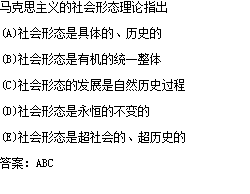 马克思主义的社会形态理论指出
(A)社会形态是具体的、历史的
(B)社会形态是有机的统一整体
(C)社会形态的发展是自然历史过程
(D)社会形态是永恒的不变的
(E)社会形态是超社会的、超历史的
答案：ABC